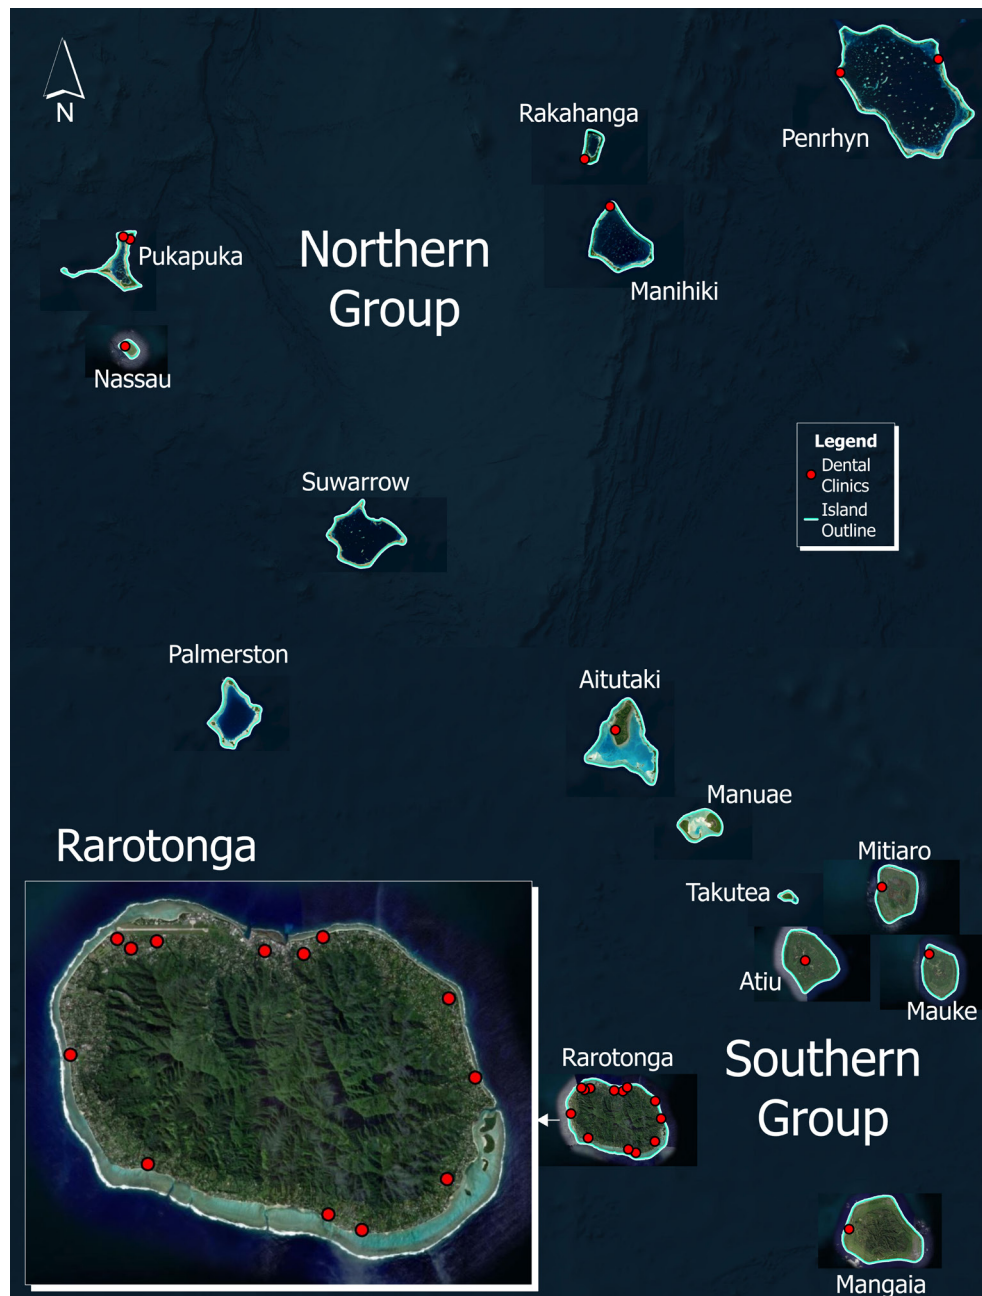 N
Rakahanga
Penrhyn
Pukapuka
Northern
Group
Manihiki
Nassau
Legend
Dental
Clinics
Island
Outline
Suwarrow
Palmerston
Aitutaki
Manuae
Rarotonga
Mitiaro
Takutea
Atiu
Mauke
Rarotonga
Southern
Group
Mangaia